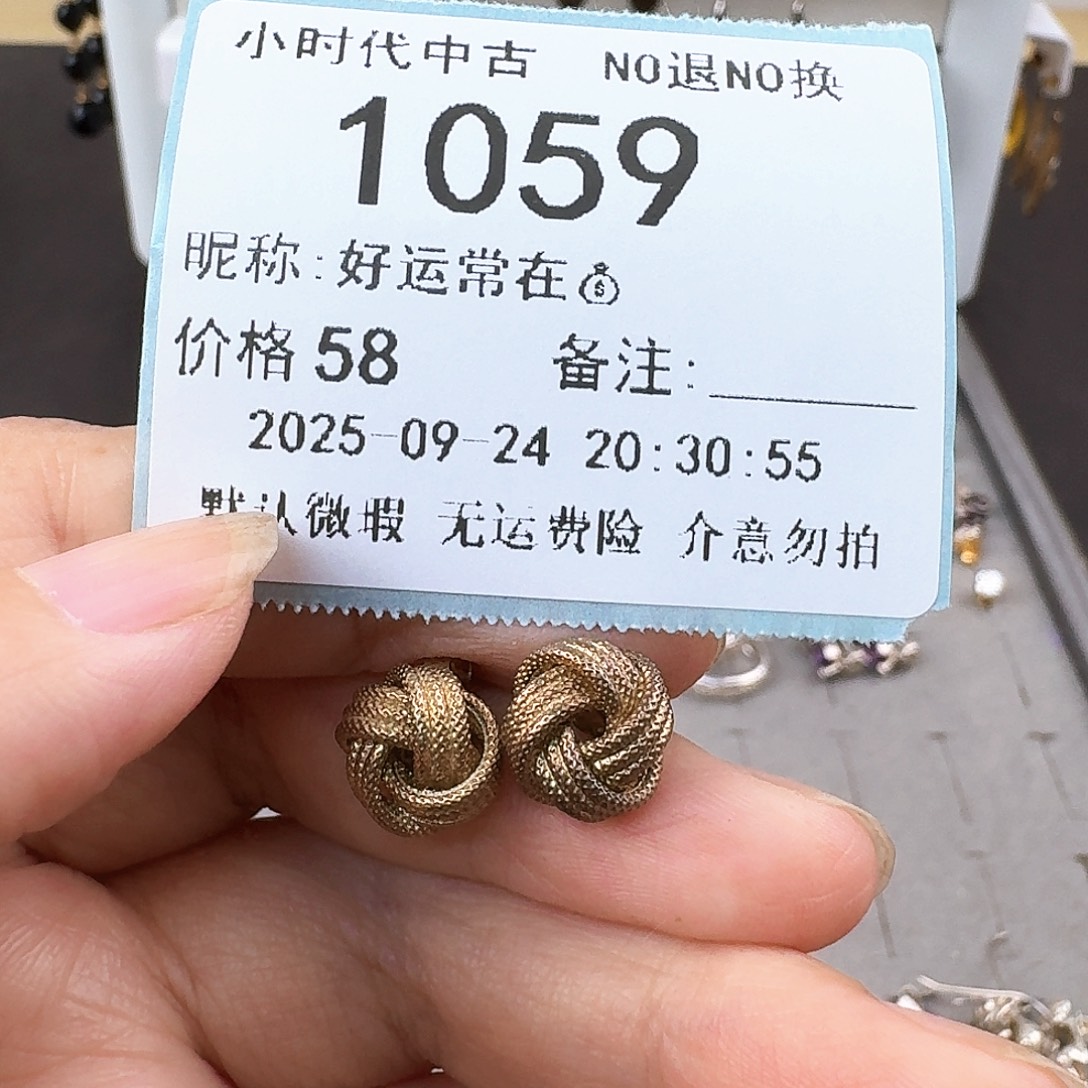 小时代中古 NO退NO换
1059
昵称:好运常在💰
价格 58 备注:
2025-09-24 20:30:55
默认微瑕 无运费险 介意勿拍